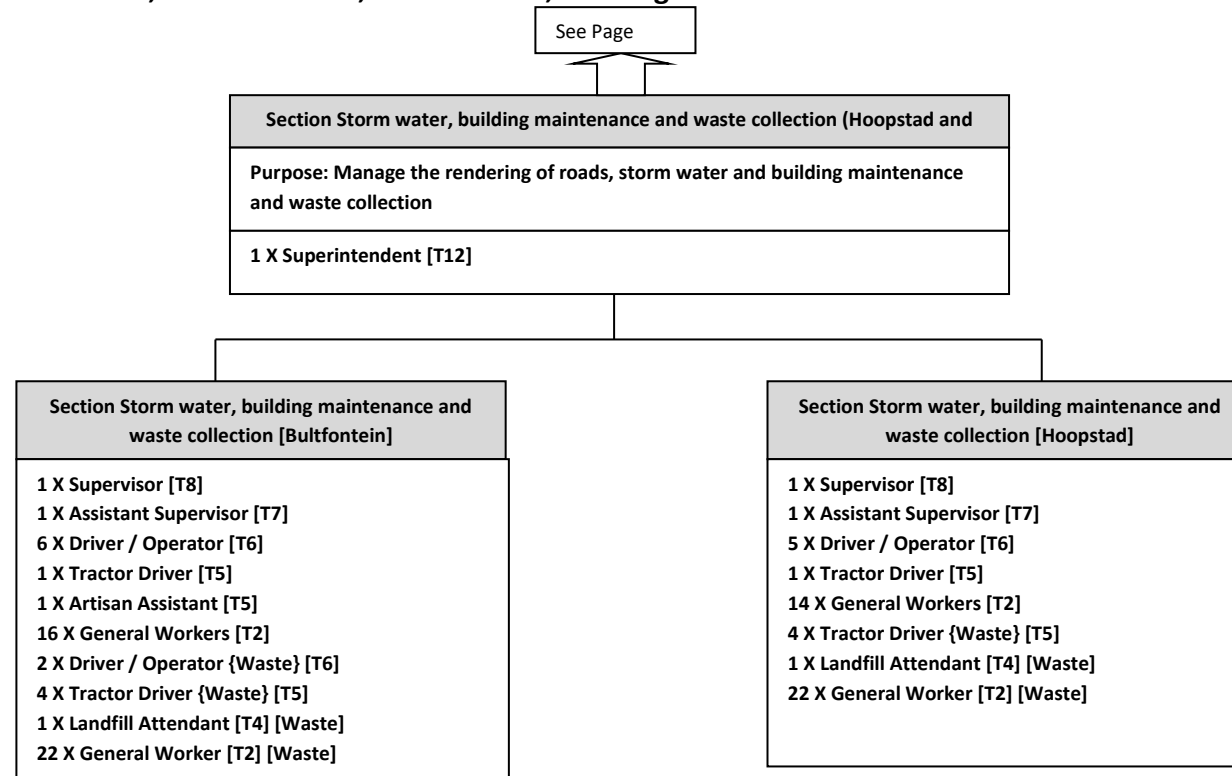 See Page
Section Storm water, building maintenance and waste collection (Hoopstad and
Purpose: Manage the rendering of roads, storm water and building maintenance
and waste collection
1 X Superintendent [T12]
Section Storm water, building maintenance and
waste collection [Bultfontein]
1 X Supervisor [T8]
1 X Assistant Supervisor [T7]
6 X Driver / Operator [T6]
1 X Tractor Driver [T5]
1 X Artisan Assistant [T5]
16 X General Workers [T2]
2 X Driver / Operator {Waste} [T6]
4 X Tractor Driver {Waste} [T5]
1 X Landfill Attendant [T4] [Waste]
22 X General Worker [T2] [Waste]
Section Storm water, building maintenance and
waste collection [Hoopstad]
1 X Supervisor [T8]
1 X Assistant Supervisor [T7]
5 X Driver / Operator [T6]
1 X Tractor Driver [T5]
14 X General Workers [T2]
4 X Tractor Driver {Waste} [T5]
1 X Landfill Attendant [T4] [Waste]
22 X General Worker [T2] [Waste]